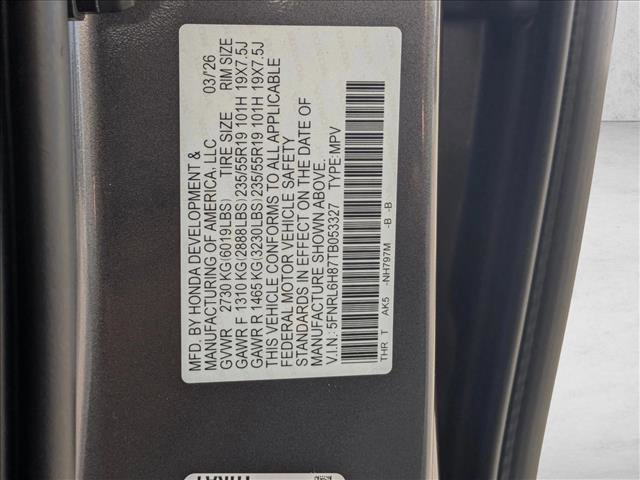 MFD. BY HONDA DEVELOPMENT &
MANUFACTURING OF AMERICA, LLC 03/'26
GVWR 2730 KG(6019LBS) TIRE SIZE RIM SIZE
GAWR F 1310 KG(2888LBS)235/55R19 101H 19X7.5J
GAWR R 1465 KG(3230LBS)235/55R19 101H 19X7.5J
THIS VEHICLE CONFORMS TO ALL APPLICABLE
FEDERAL MOTOR VEHICLE SAFETY
STANDARDS IN EFFECT ON THE DATE OF
MANUFACTURE SHOWN ABOVE.
V.I.N.: 5FNRL6H87TB053327 TYPE:MPV
THR T AK5 -NH797M -B -B